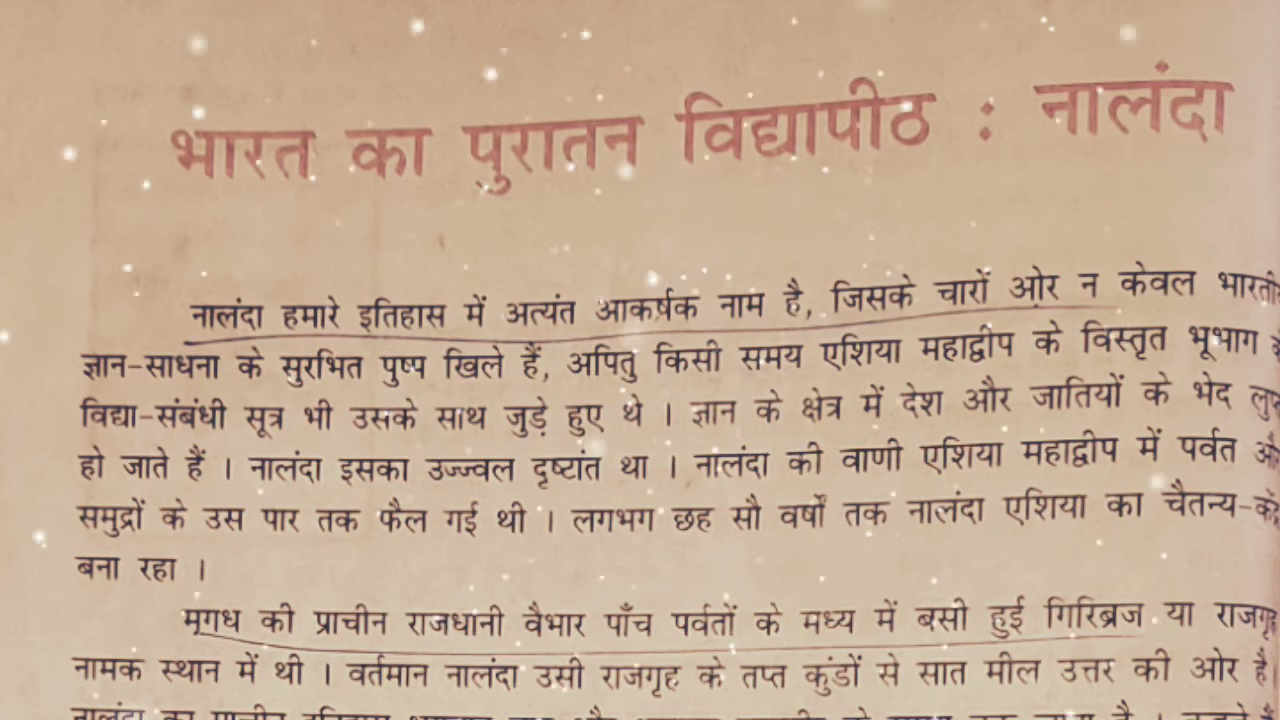 भारत का पुरातन विद्यापीठ : नालंदा
नालंदा हमारे इतिहास में अत्यंत आकर्षक नाम है, जिसके चारों ओर न केवल
ज्ञान-साधना के सुरभित पुष्प खिले हैं, अपितु किसी समय एशिया महाद्वीप के विस्तृत भूभाग
विद्या-संबंधी सूत्र भी उसके साथ जुड़े हुए थे । ज्ञान के क्षेत्र में देश और जातियों के भेद
हो जाते हैं । नालंदा इसका उज्ज्वल दृष्टांत था । नालंदा की वाणी एशिया महाद्वीप में पर्वत
समुद्रों के उस पार तक फैल गई थी । लगभग छह सौ वर्षों तक नालंदा एशिया का
बना रहा ।
मगध की प्राचीन राजधानी वैभार पाँच पर्वतों के मध्य में बसी हुई गिरिब्रज या
नामक स्थान में थी । वर्तमान नालंदा उसी राजगृह के तप्त कुंडों से सात मील उत्तर की ओर है